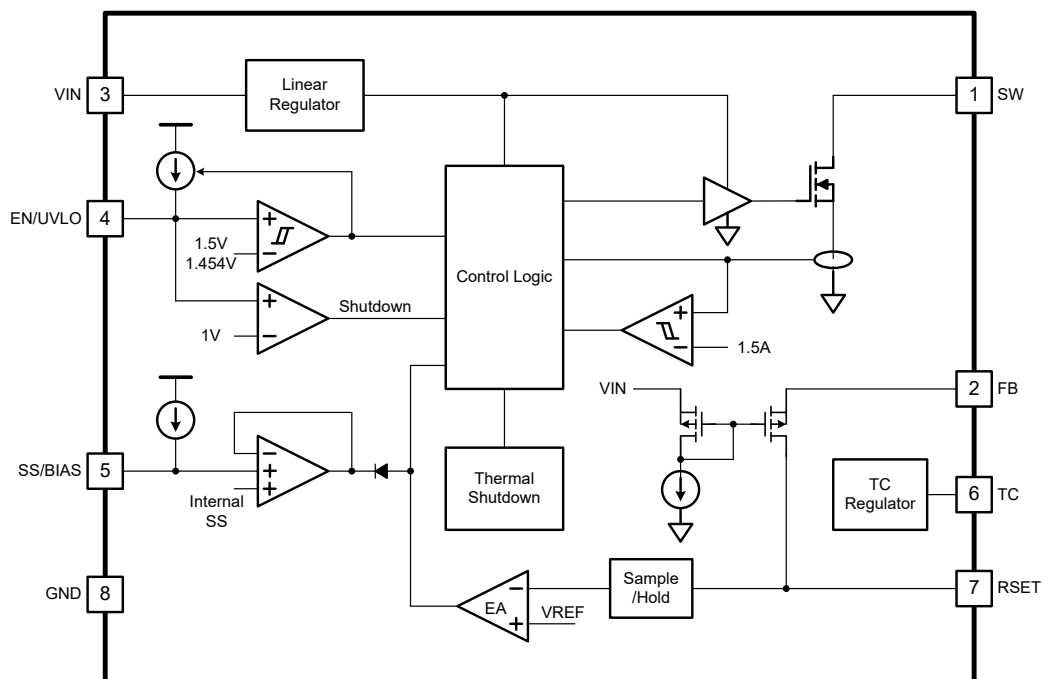 VIN
3
Linear
Regulator
1
SW
EN/UVLO
4
+
1.5V
1.454V
−
+
Shutdown
1V
−
Control Logic
+
−
1.5A
VIN
2
FB
SS/BIAS
5
−
+
+
Internal
SS
Thermal
Shutdown
TC
Regulator
6
TC
GND
8
EA
−
+
VREF
Sample
/Hold
7
RSET